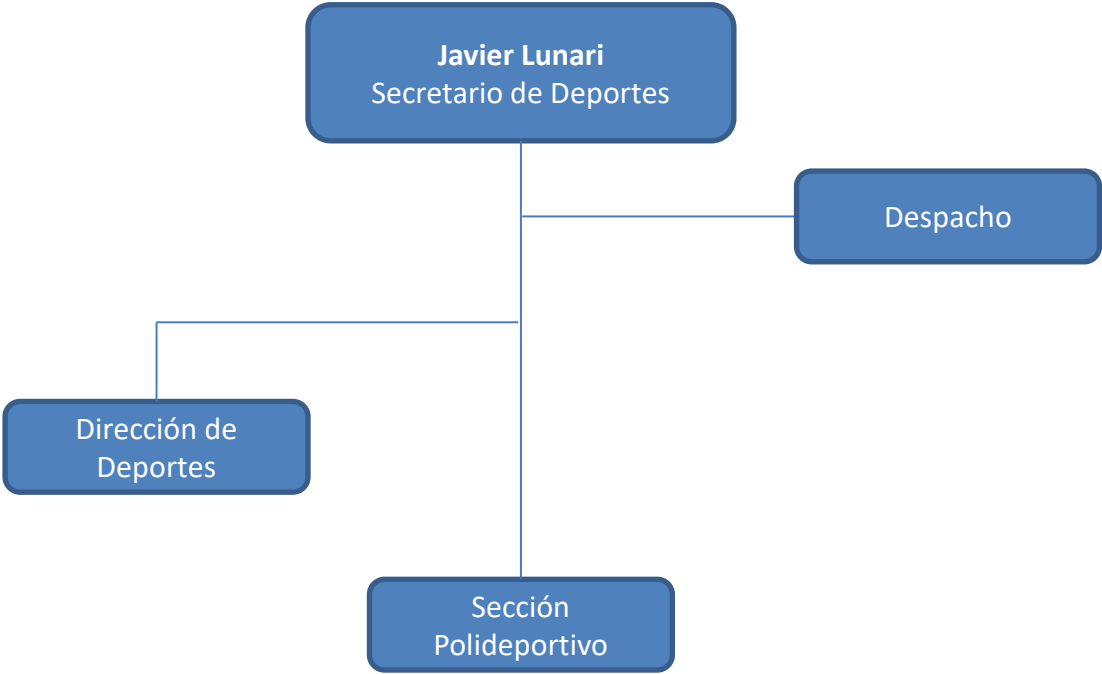 Javier Lunari
Secretario de Deportes
Despacho
Dirección de
Deportes
Sección
Polideportivo